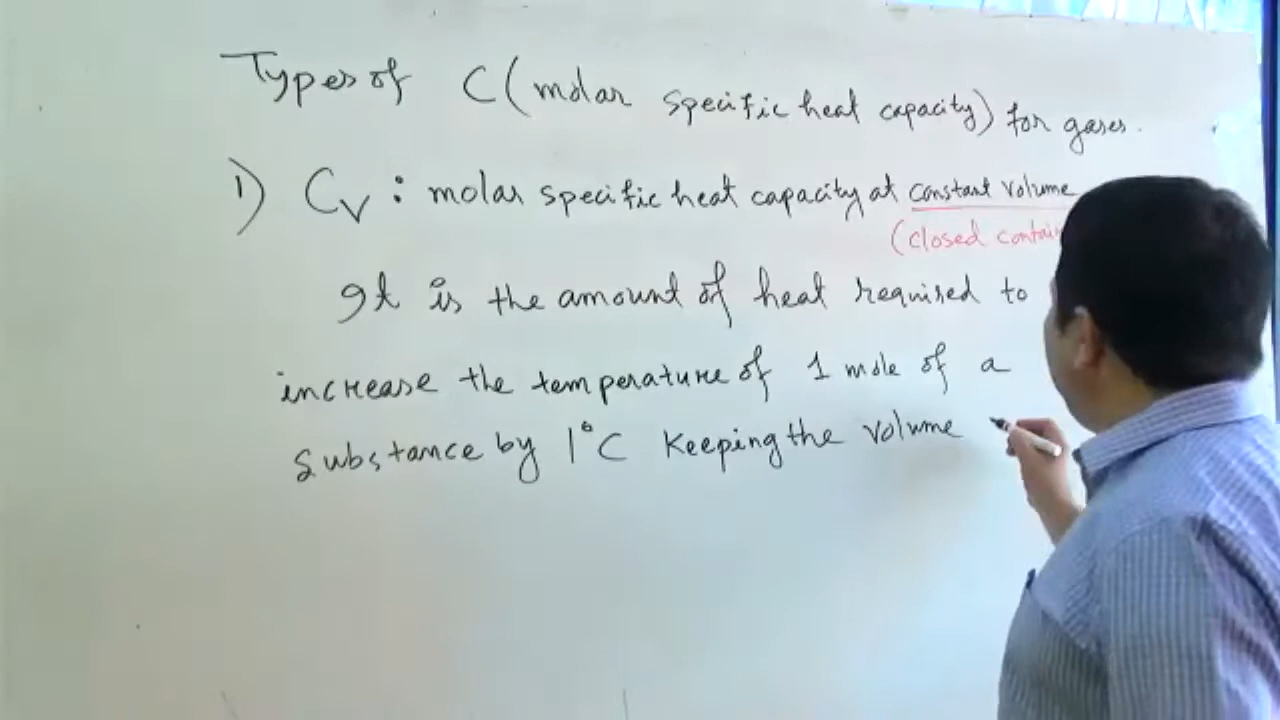 Types of C (molar specific heat capacity) for gases.
1) Cv : molar specific heat capacity at constant volume
(closed
It is the amount of heat required to
increase the temperature of 1 mole of a
substance by 1°C keeping the volume